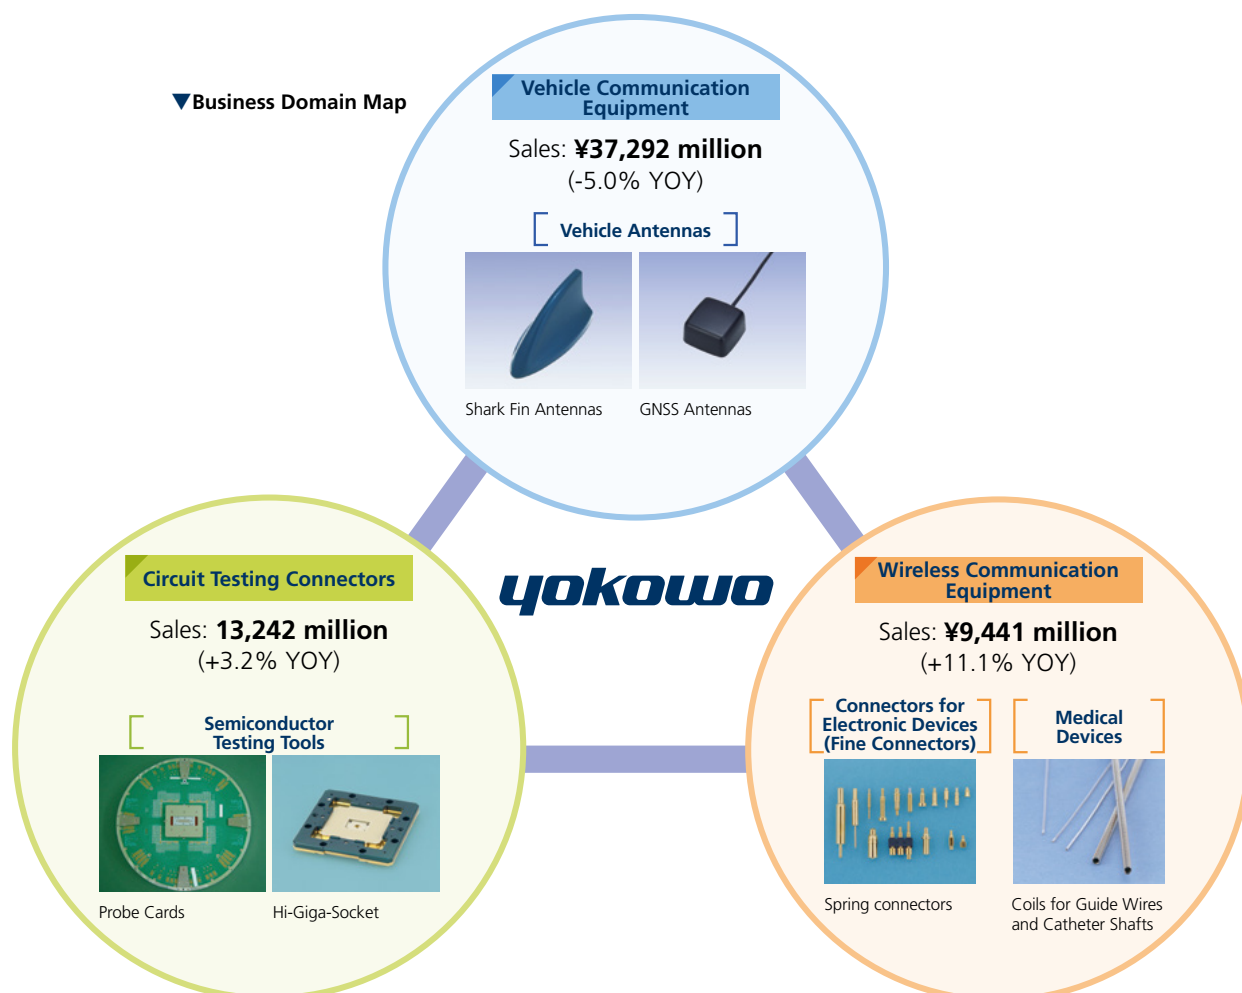 ▼Business Domain Map
Vehicle Communication
Equipment
Sales: ¥37,292 million
(-5.0% YOY)
Vehicle Antennas
Shark Fin Antennas
GNSS Antennas
yokowo
Circuit Testing Connectors
Sales: 13,242 million
(+3.2% YOY)
Semiconductor
Testing Tools
Probe Cards
Hi-Giga-Socket
Wireless Communication
Equipment
Sales: ¥9,441 million
(+11.1% YOY)
Connectors for
Electronic Devices
(Fine Connectors)
Medical
Devices
Spring connectors
Coils for Guide Wires
and Catheter Shafts